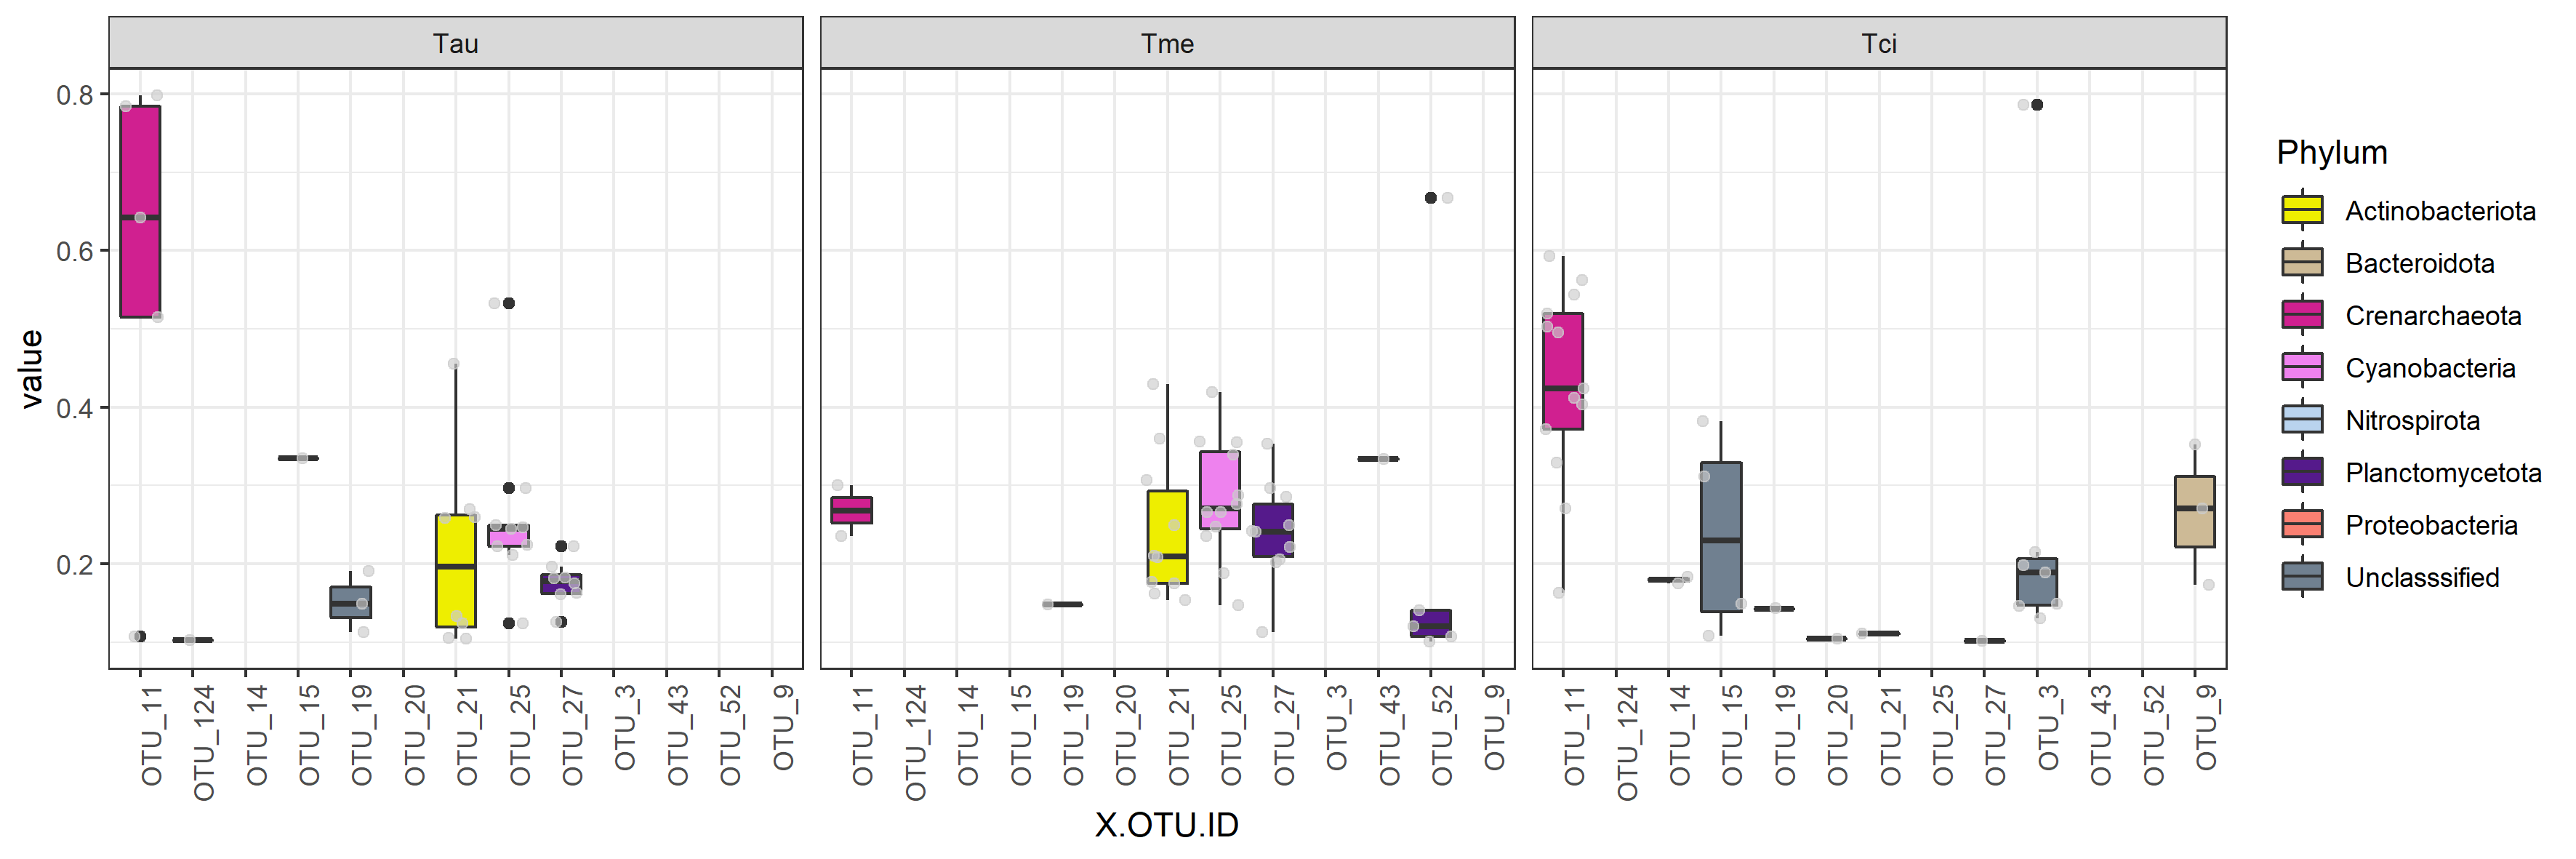 Tau
Tme
Tci
value
0.8
0.6
0.4
0.2
OTU_11
OTU_124
OTU_14
OTU_15
OTU_19
OTU_20
OTU_21
OTU_25
OTU_27
OTU_3
OTU_43
OTU_52
OTU_9
OTU_11
OTU_124
OTU_14
OTU_15
OTU_19
OTU_20
OTU_21
OTU_25
OTU_27
OTU_3
OTU_43
OTU_52
OTU_9
OTU_11
OTU_124
OTU_14
OTU_15
OTU_19
OTU_20
OTU_21
OTU_25
OTU_27
OTU_3
OTU_43
OTU_52
OTU_9
X.OTU.ID
Phylum
Actinobacteriota
Bacteroidota
Crenarchaeota
Cyanobacteria
Nitrospirota
Planctomycetota
Proteobacteria
Unclasssified